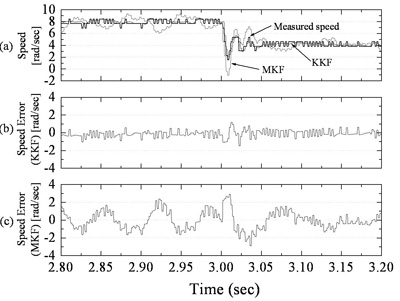 (a)
Speed
[rad/sec]
10
8
6
4
2
0
-2
Measured speed
MKF
KKF
(b)
Speed Error
(KKF) [rad/sec]
4
2
0
-2
-4
(c)
Speed Error
(MKF) [rad/sec]
4
2
0
-2
-4
2.80 2.85 2.90 2.95 3.00 3.05 3.10 3.15 3.20
Time (sec)